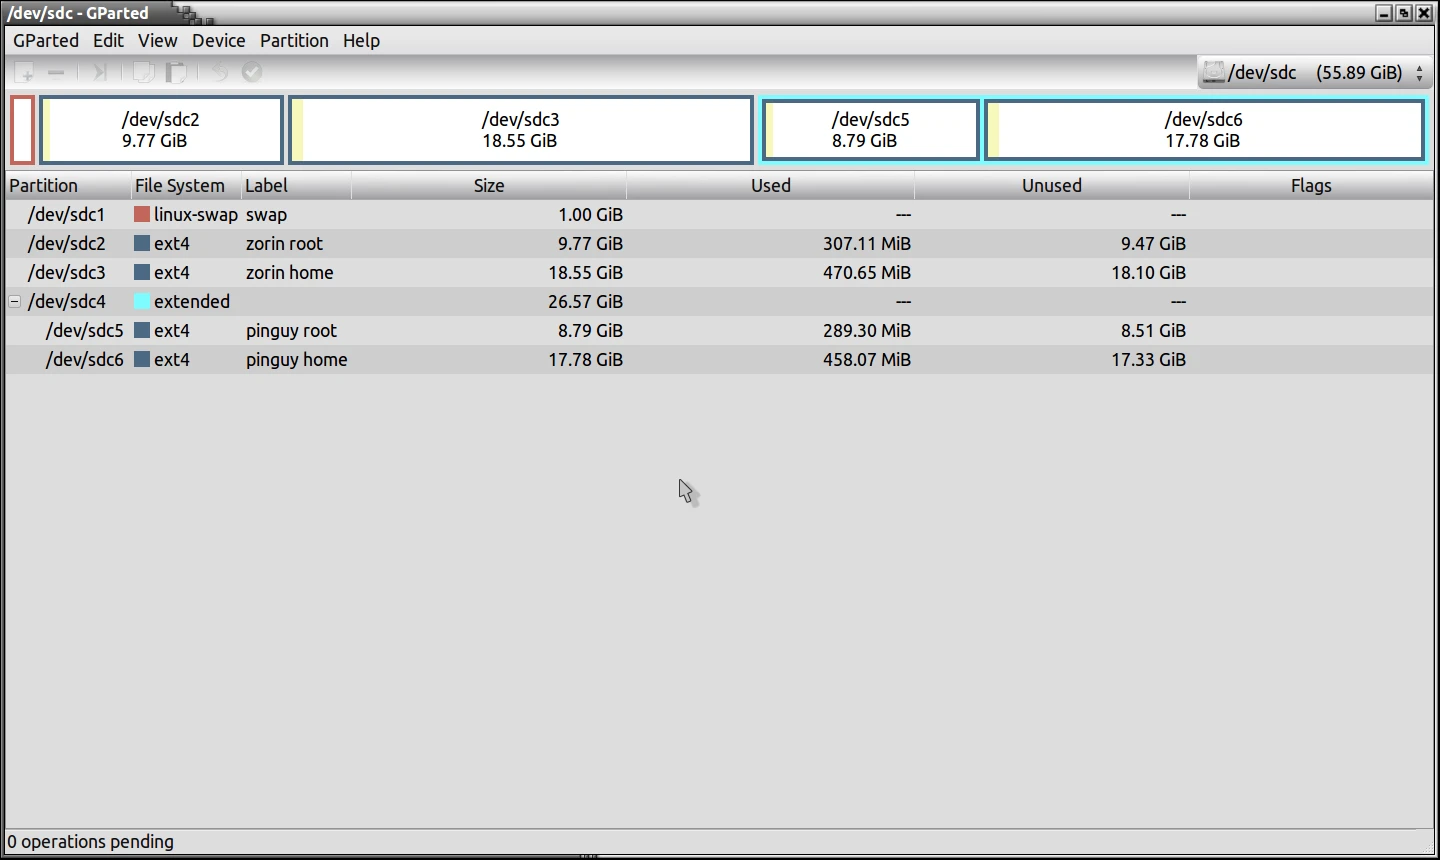 /dev/sdc - GParted
GParted Edit View Device Partition Help
/dev/sdc (55.89 GiB)
/dev/sdc2 /dev/sdc3 /dev/sdc5 /dev/sdc6
9.77 GiB 18.55 GiB 8.79 GiB 17.78 GiB
Partition File System Label Size Used Unused Flags
/dev/sdc1 linux-swap swap 1.00 GiB --- ---
/dev/sdc2 ext4 zorin root 9.77 GiB 307.11 MiB 9.47 GiB
/dev/sdc3 ext4 zorin home 18.55 GiB 470.65 MiB 18.10 GiB
/dev/sdc4 extended 26.57 GiB --- ---
/dev/sdc5 ext4 pinguy root 8.79 GiB 289.30 MiB 8.51 GiB
/dev/sdc6 ext4 pinguy home 17.78 GiB 458.07 MiB 17.33 GiB
0 operations pending